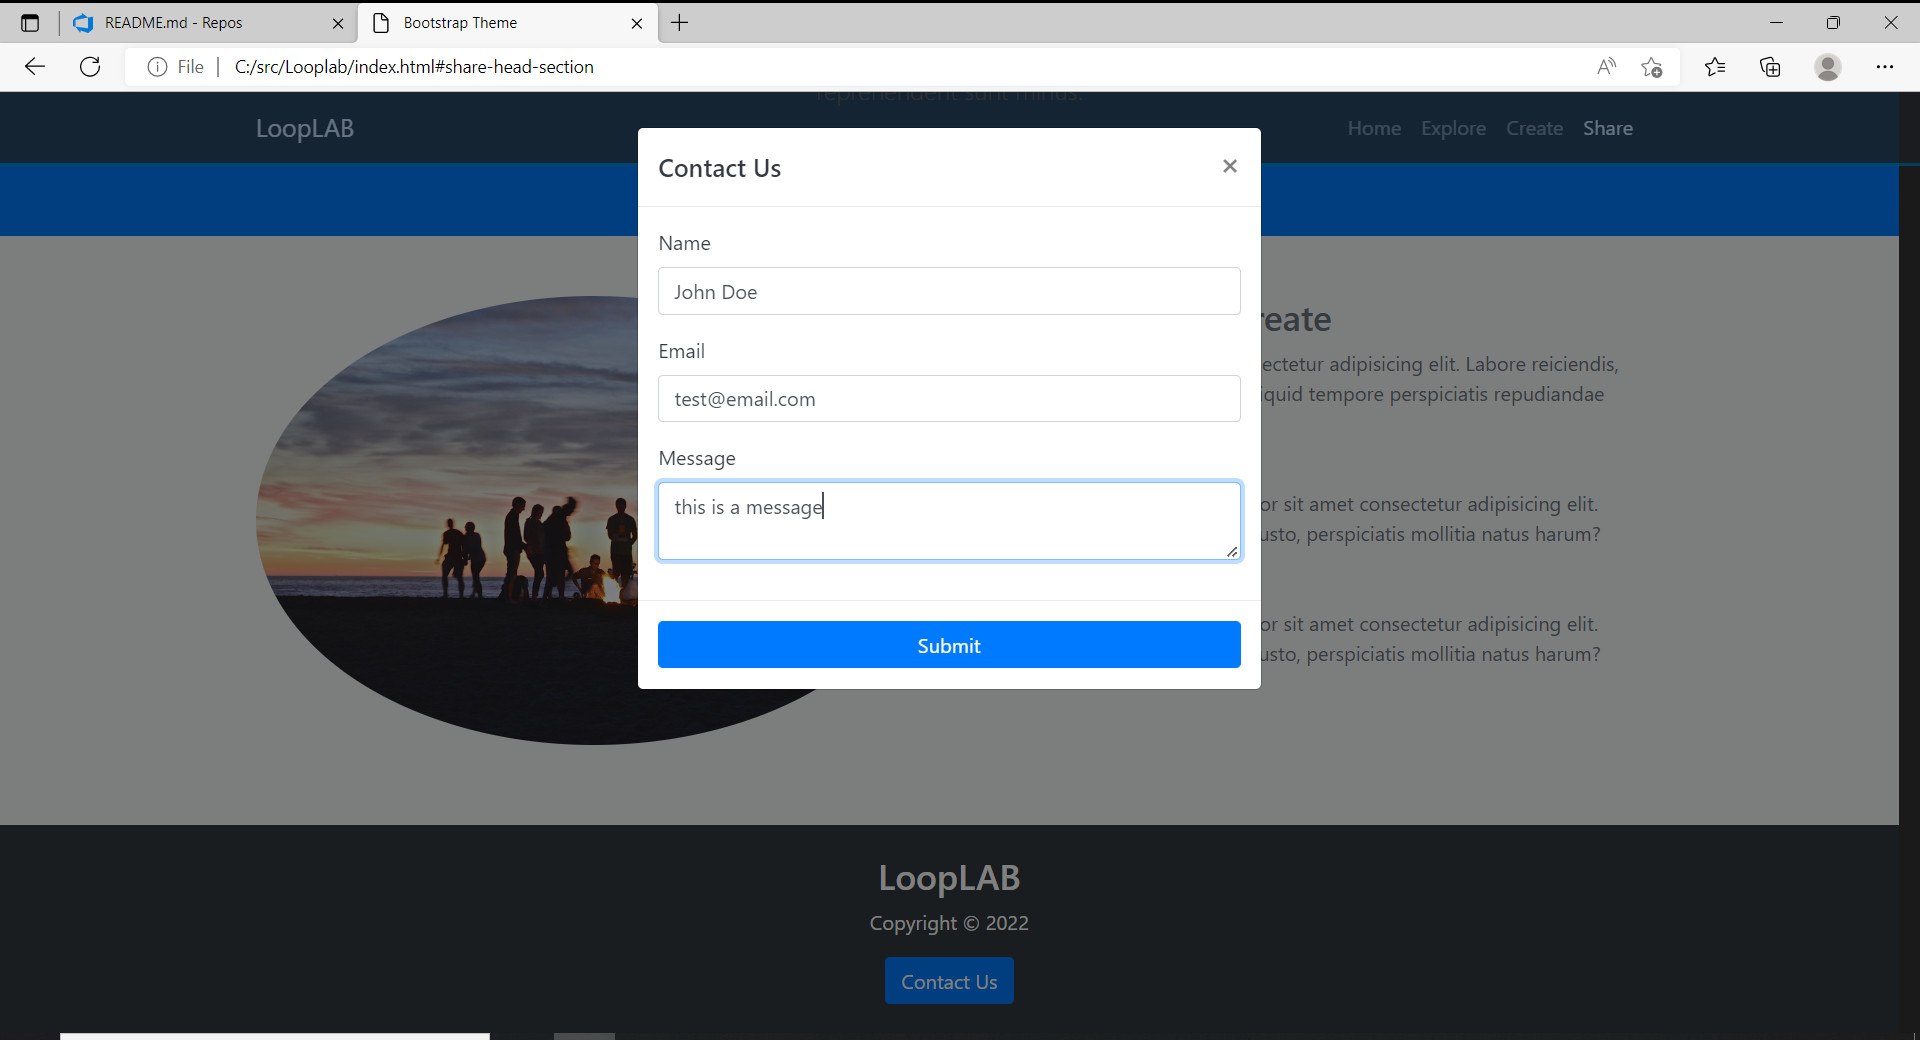 README.md - Repos
Bootstrap Theme
File
C:/src/Looplab/index.html#share-head-section
reprehenderit sunt minus.
LoopLAB
Home Explore Create Share
Contact Us
×
Name
John Doe
Email
test@email.com
Message
this is a message
Submit
reate
ectetur adipisicing elit. Labore reiciendis,
iquid tempore perspiciatis repudiandae
or sit amet consectetur adipisicing elit.
usto, perspiciatis mollitia natus harum?
or sit amet consectetur adipisicing elit.
usto, perspiciatis mollitia natus harum?
LoopLAB
Copyright © 2022
Contact Us